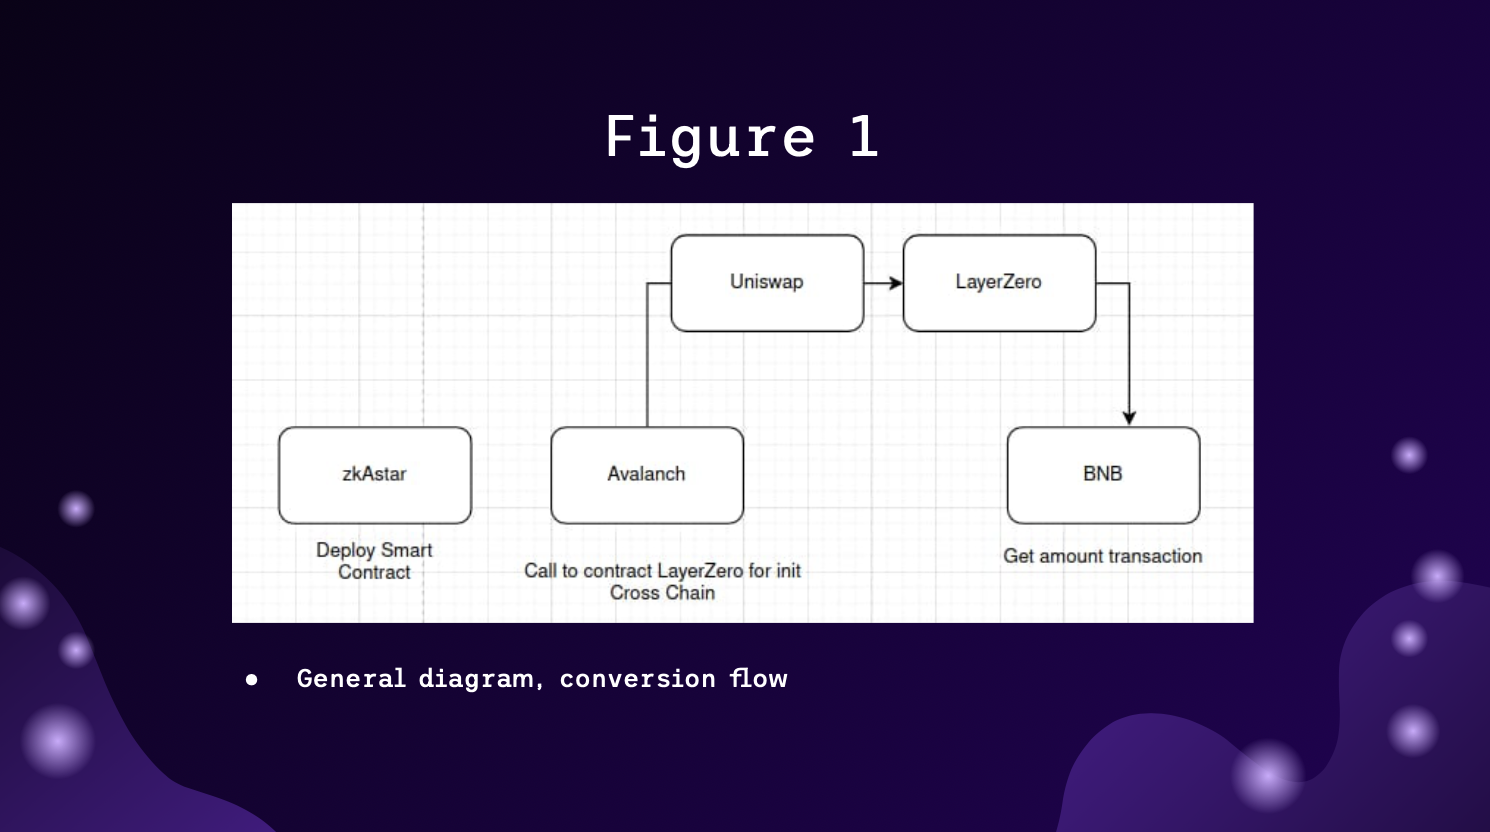 Figure 1
Uniswap
LayerZero
zkAstar
Avalanch
BNB
Deploy Smart
Contract
Call to contract LayerZero for init
Cross Chain
Get amount transaction
● General diagram, conversion flow